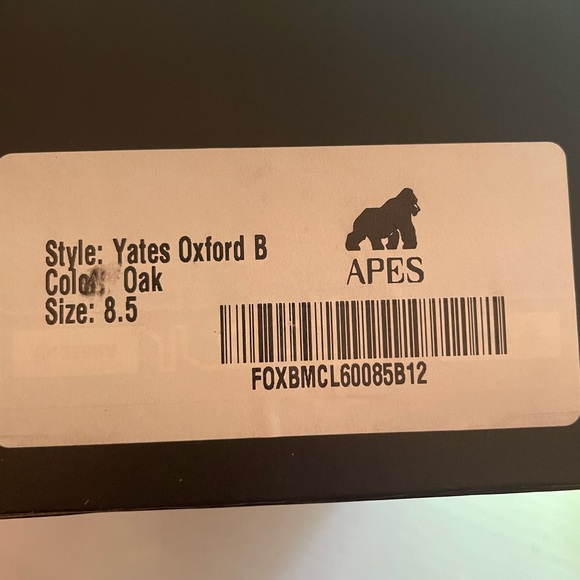 Style: Yates Oxford B
Color: Oak
Size: 8.5
APES
FOXBMCL60085B12